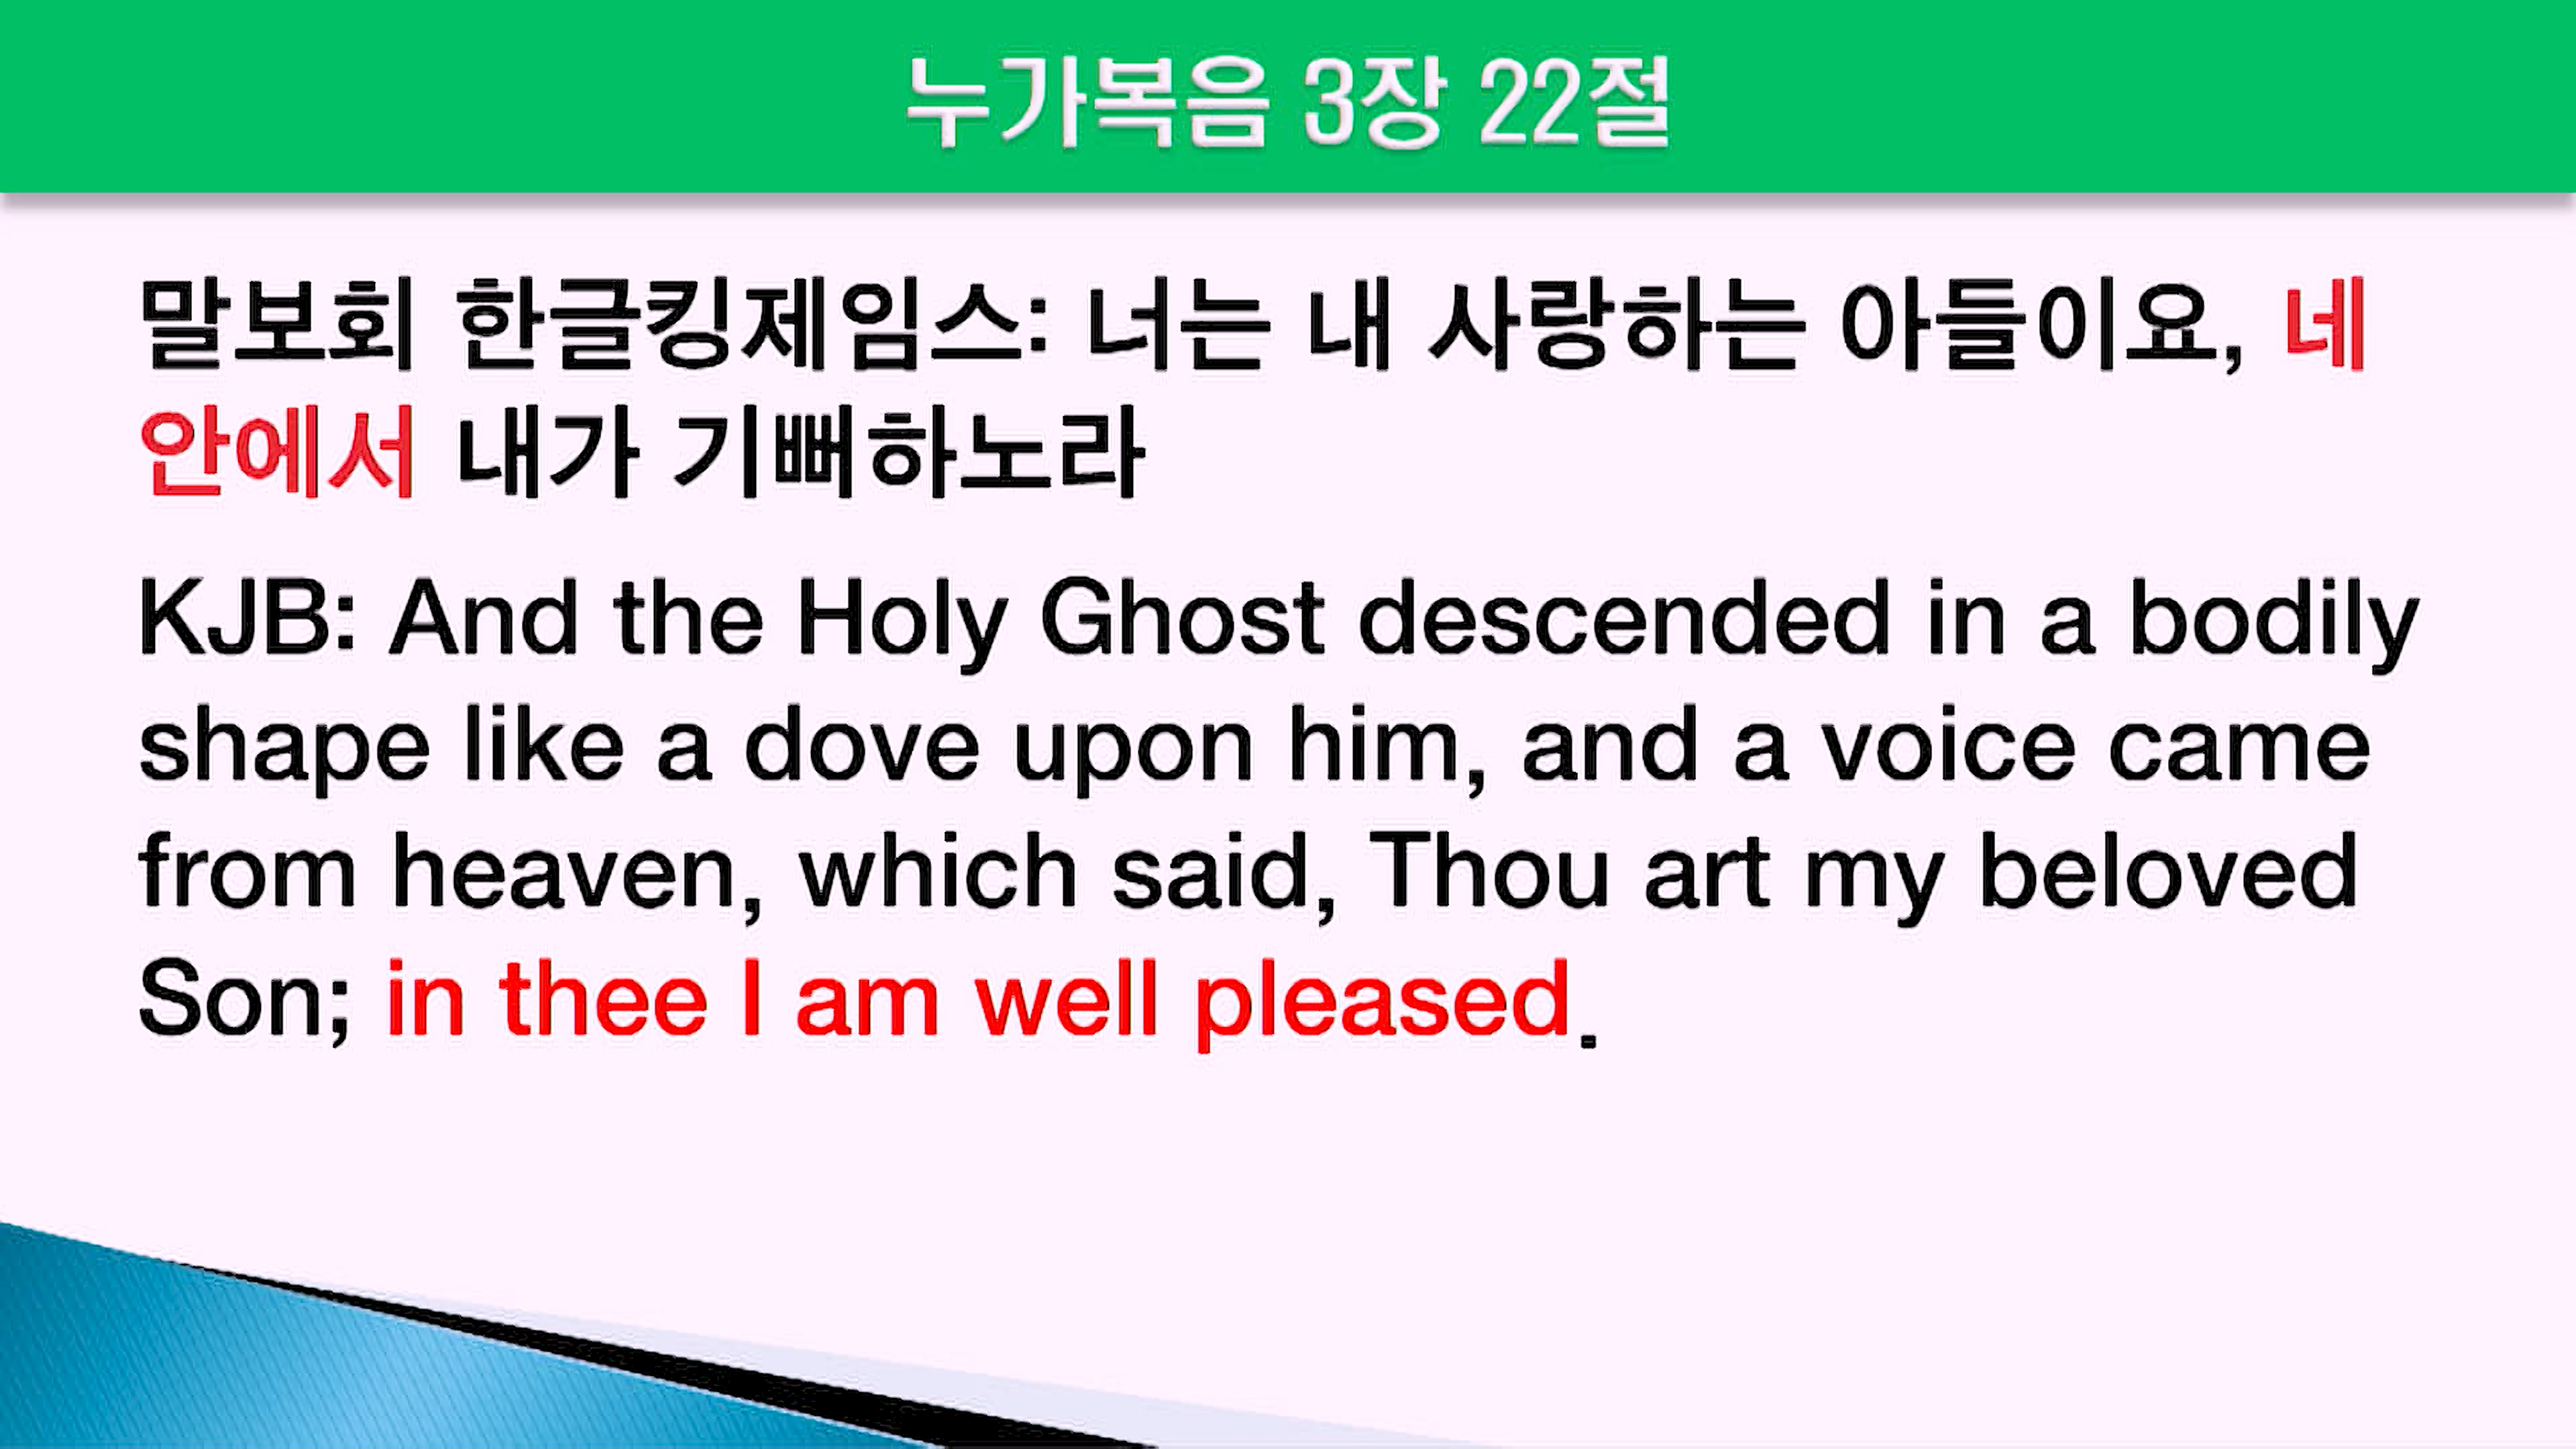 누가복음 3장 22절
말보회 한글킹제임스: 너는 내 사랑하는 아들이요, 네
안에서 내가 기뻐하노라
KJB: And the Holy Ghost descended in a bodily
shape like a dove upon him, and a voice came
from heaven, which said, Thou art my beloved
Son; in thee I am well pleased.